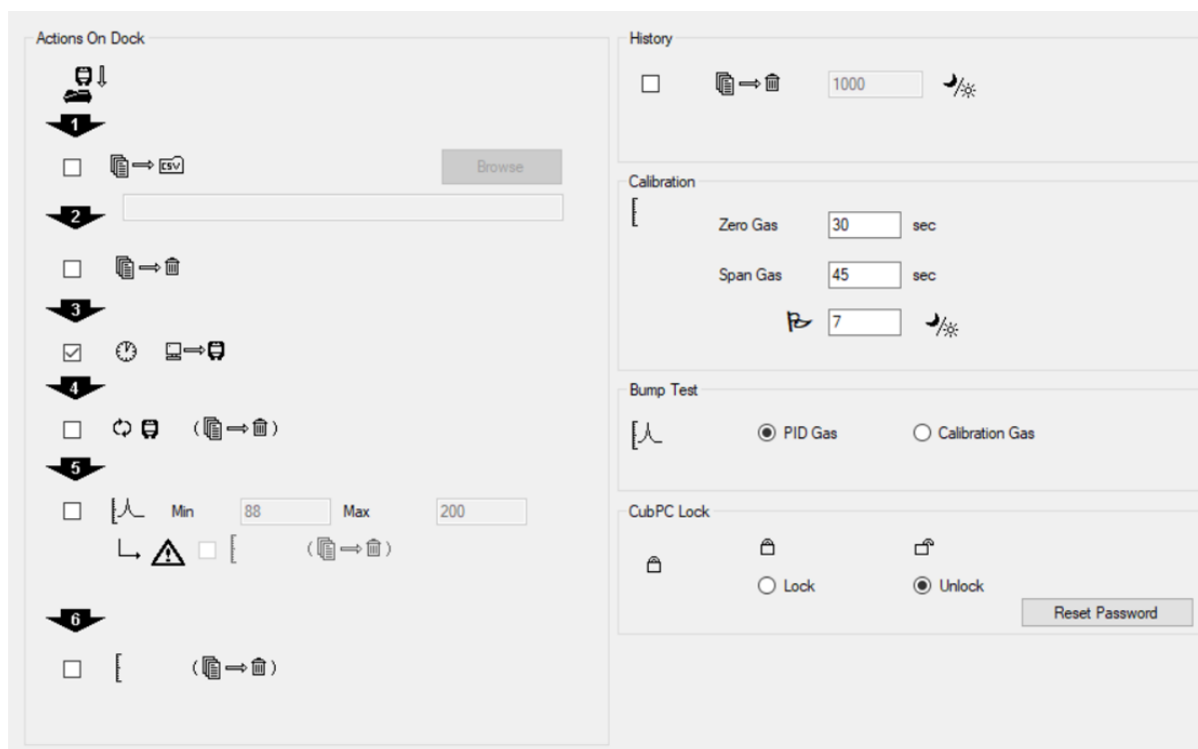 Actions On Dock
1
CSV
Browse
2
3
4
5
Min 88 Max 200
6
History
1000
Calibration
Zero Gas 30 sec
Span Gas 45 sec
7
Bump Test
PID Gas Calibration Gas
CubPC Lock
Lock Unlock
Reset Password